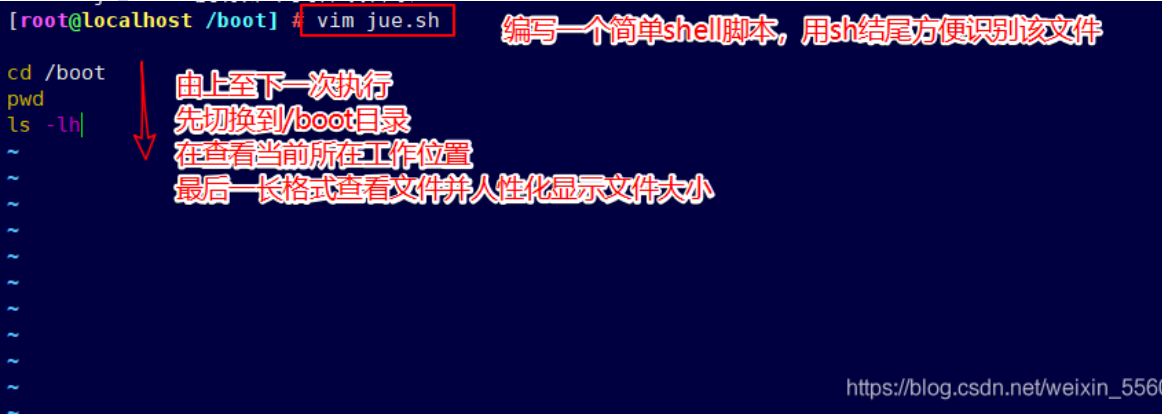 [root@localhost /boot] # vim jue.sh
编写一个简单shell脚本，用sh结尾方便识别该文件
cd /boot
pwd
ls -lh
由上至下一次执行
先切换到/boot目录
在查看当前所在工作位置
最后一长格式查看文件并人性化显示文件大小
~
~
~
~
~
~
~
~
~
~
~
https://blog.csdn.net/weixin_5560